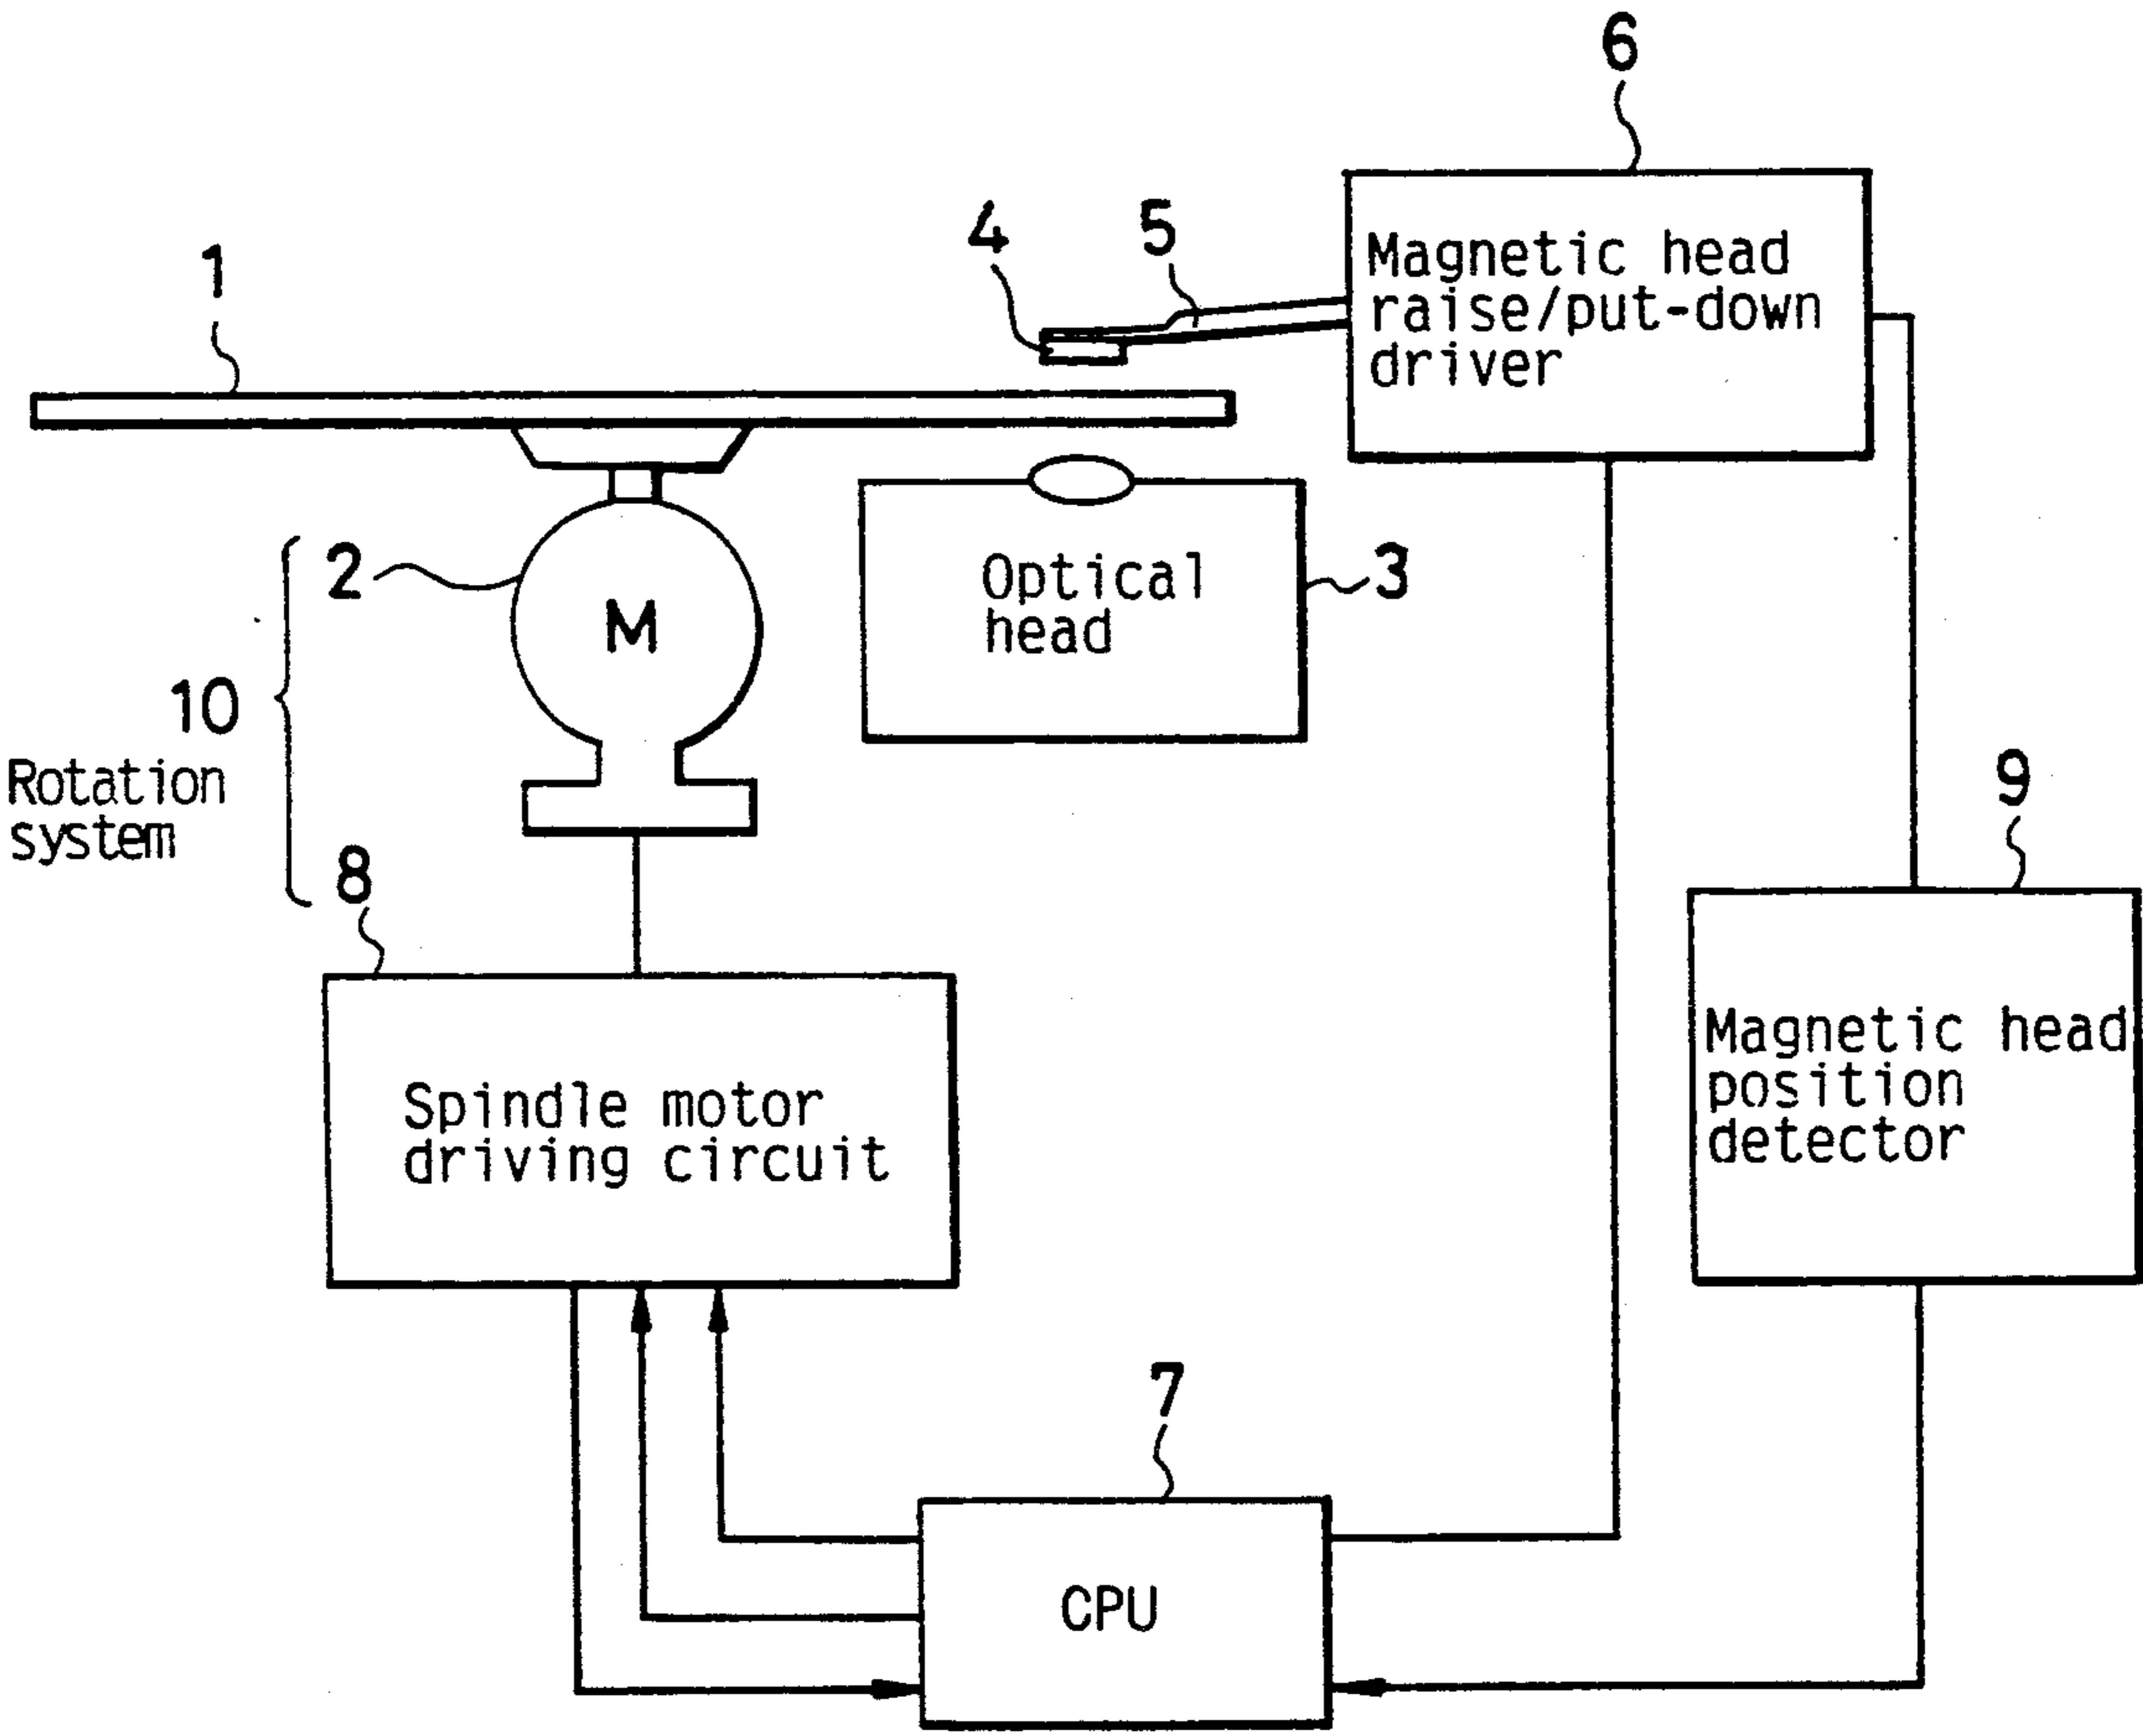 6
4
5
1
Magnetic head
raise/put-down
driver
2
M
Optical
head
3
10
Rotation
system
9
8
Magnetic head
position
detector
Spindle motor
driving circuit
7
CPU